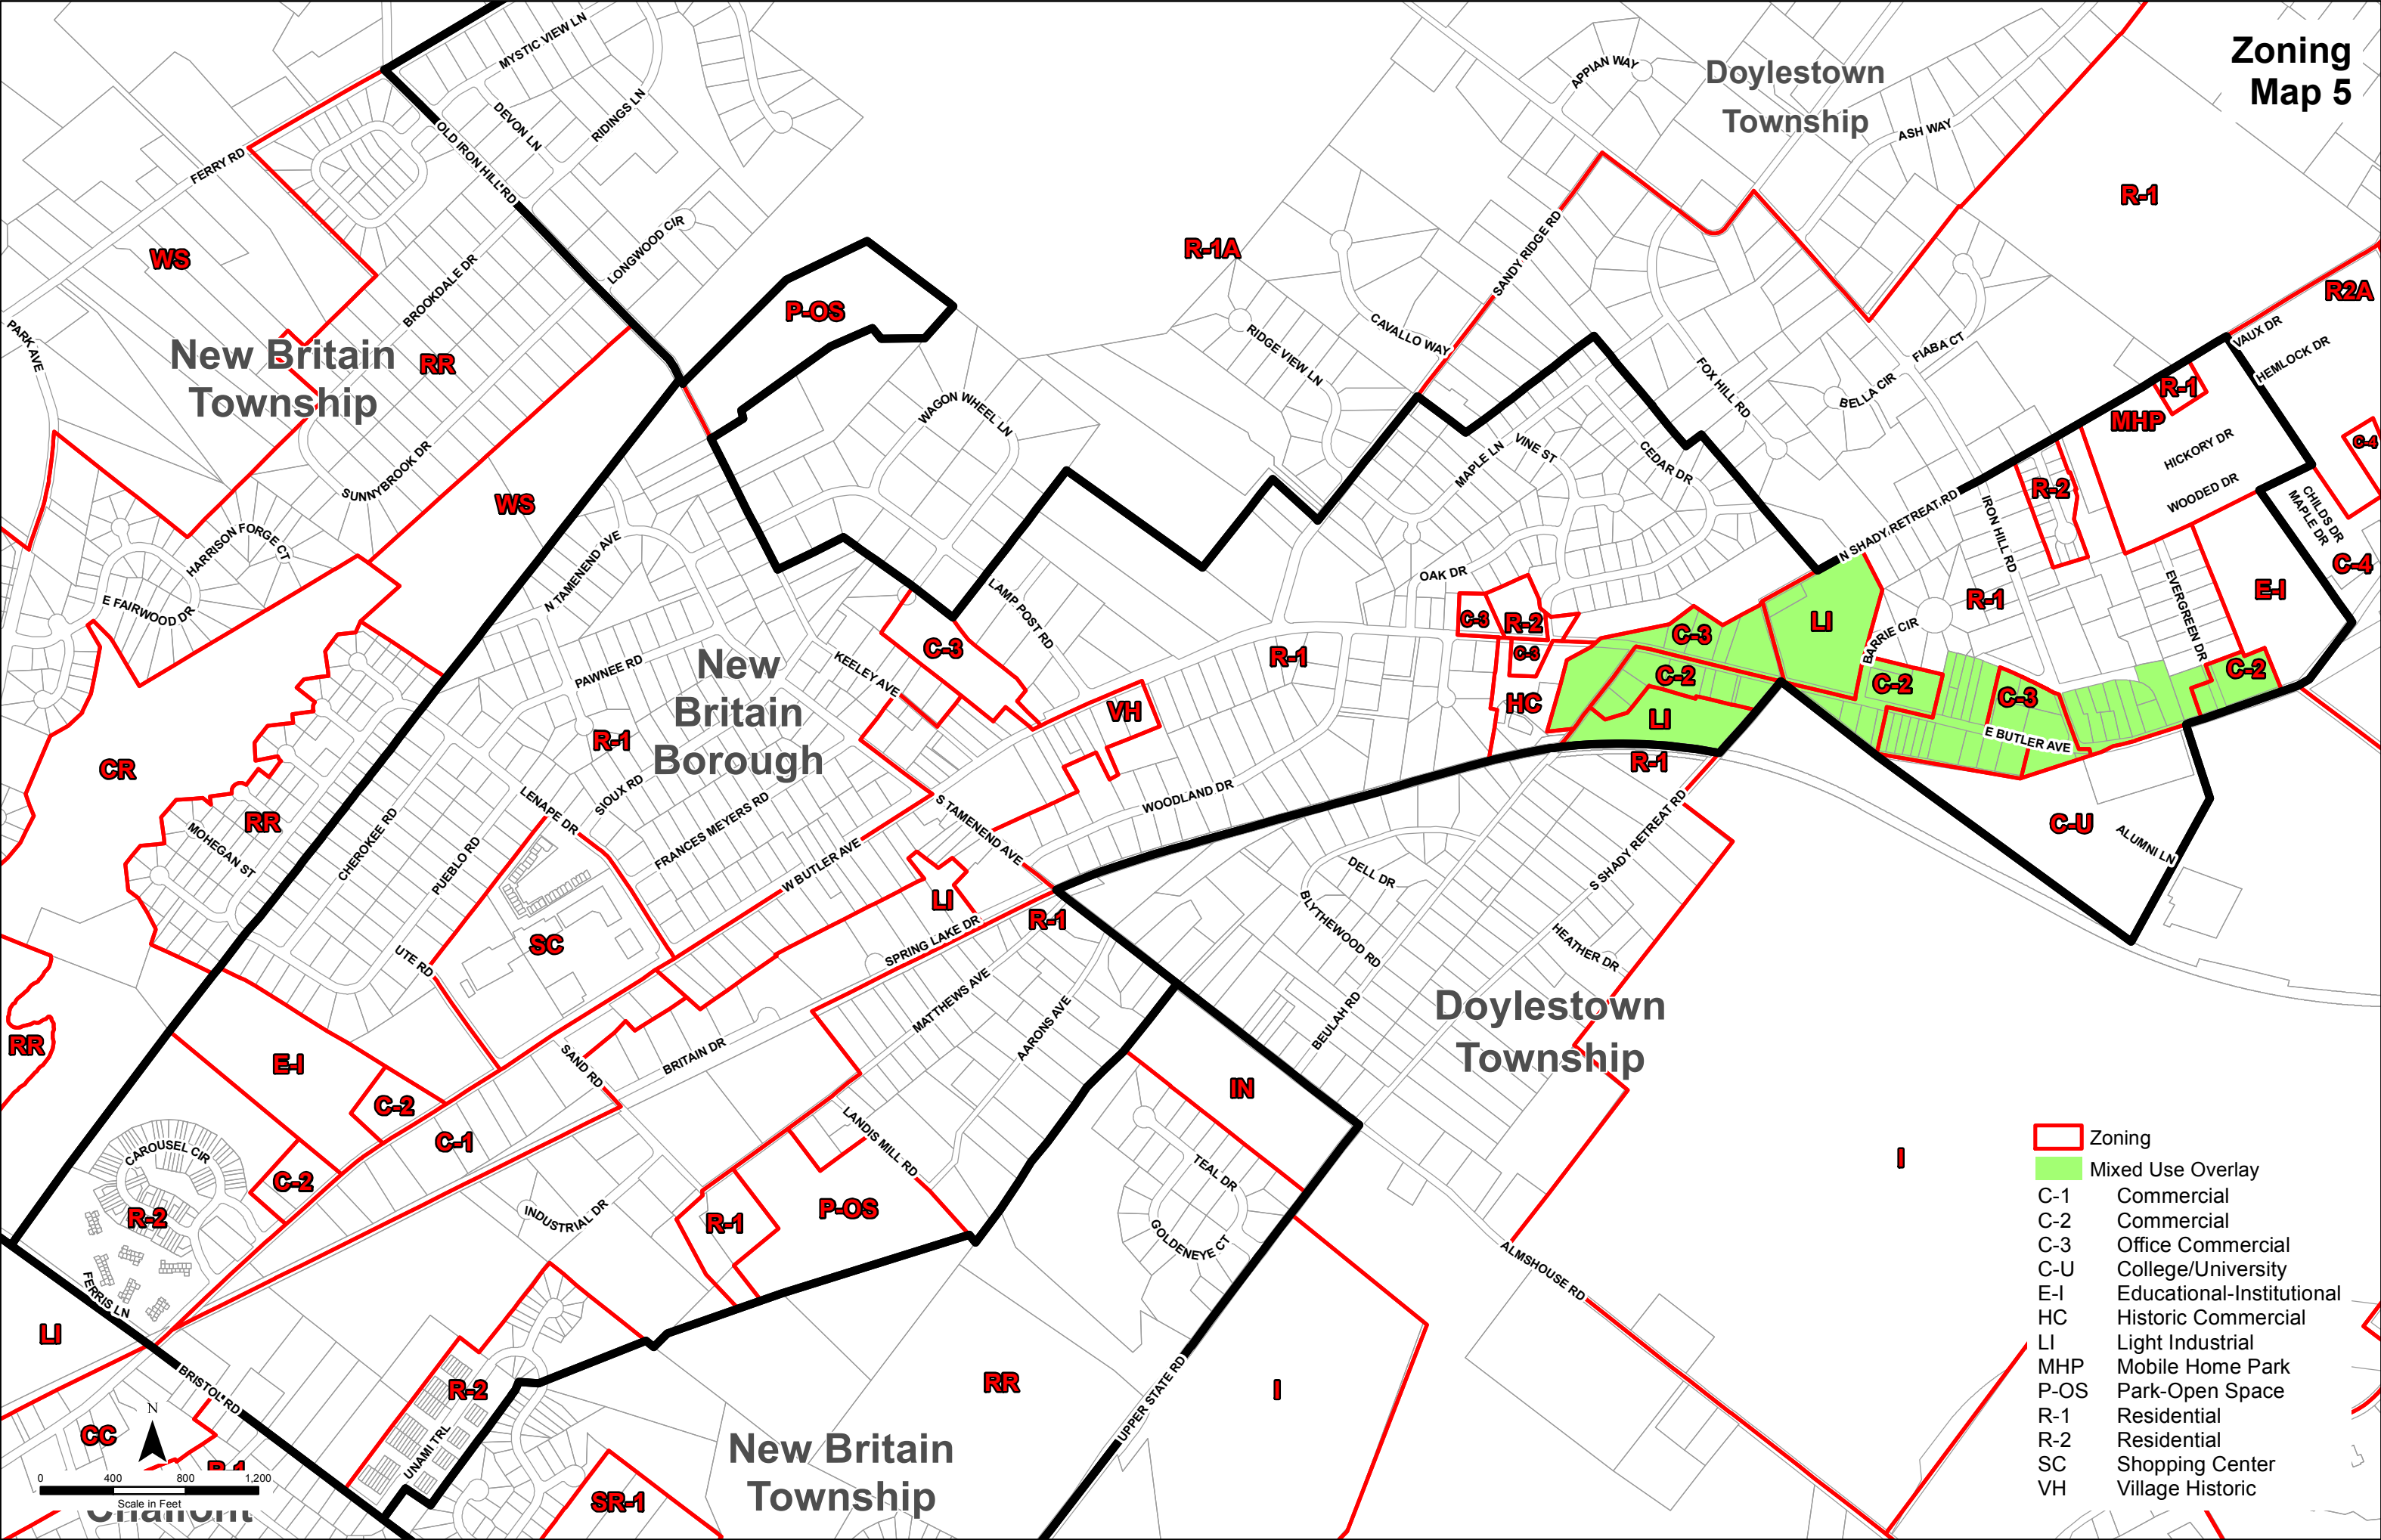 Zoning
Map 5
Doylestown
Township
MYSTIC VIEW LN
DEVON LN
RIDINGS LN
OLD IRON HILL RD
FERRY RD
LONGWOOD CIR
BROOKDALE DR
PARK AVE
WS
New Britain
Township
RR
SUNNYBROOK DR
WS
HARRISON FORGE CT
E FAIRWOOD DR
P-OS
R-1A
APPIAN WAY
ASH WAY
R-1
SANDY RIDGE RD
CAVALLO WAY
RIDGE VIEW LN
WAGON WHEEL LN
FOX HILL RD
FIABA CT
BELLA CIR
R2A
VAUX DR
HEMLOCK DR
R-1
MHP
C-4
HICKORY DR
WOODED DR
CHILDS DR
MAPLE DR
C-4
MAPLE LN
VINE ST
CEDAR DR
N SHADY RETREAT RD
IRON HILL RD
R-2
R-1
EVERGREEN DR
E-I
OAK DR
C-3
R-2
C-3
C-3
LI
BARRIE CIR
C-2
C-2
C-3
C-2
HC
LI
E BUTLER AVE
R-1
C-U
ALUMNI LN
N TAMENEND AVE
LAMP POST RD
PAWNEE RD
KEELEY AVE
C-3
New
Britain
Borough
R-1
VH
R-1
CR
RR
MOHEGAN ST
CHEROKEE RD
PUEBLO RD
LENAPE DR
SIOUX RD
FRANCES MEYERS RD
W BUTLER AVE
S TAMENEND AVE
WOODLAND DR
LI
SPRING LAKE DR
R-1
DELL DR
BLYTHEWOOD RD
S SHADY RETREAT RD
HEATHER DR
BEULAH RD
Doylestown
Township
UTE RD
SC
MATTHEWS AVE
AARONS AVE
RR
E-I
C-2
SAND RD
BRITAIN DR
IN
C-1
CAROUSEL CIR
C-2
R-2
LANDIS MILL RD
TEAL DR
GOLDENEYE CT
INDUSTRIAL DR
R-1
P-OS
FERRIS LN
LI
ALMSHOUSE RD
I
BRISTOL RD
R-2
RR
I
UPPER STATE RD
CC
R-1
UNAMI TRL
SR-1
New Britain
Township
N
0 400 800 1,200
Scale in Feet
Chalfont
Zoning
Mixed Use Overlay
C-1 Commercial
C-2 Commercial
C-3 Office Commercial
C-U College/University
E-I Educational-Institutional
HC Historic Commercial
LI Light Industrial
MHP Mobile Home Park
P-OS Park-Open Space
R-1 Residential
R-2 Residential
SC Shopping Center
VH Village Historic